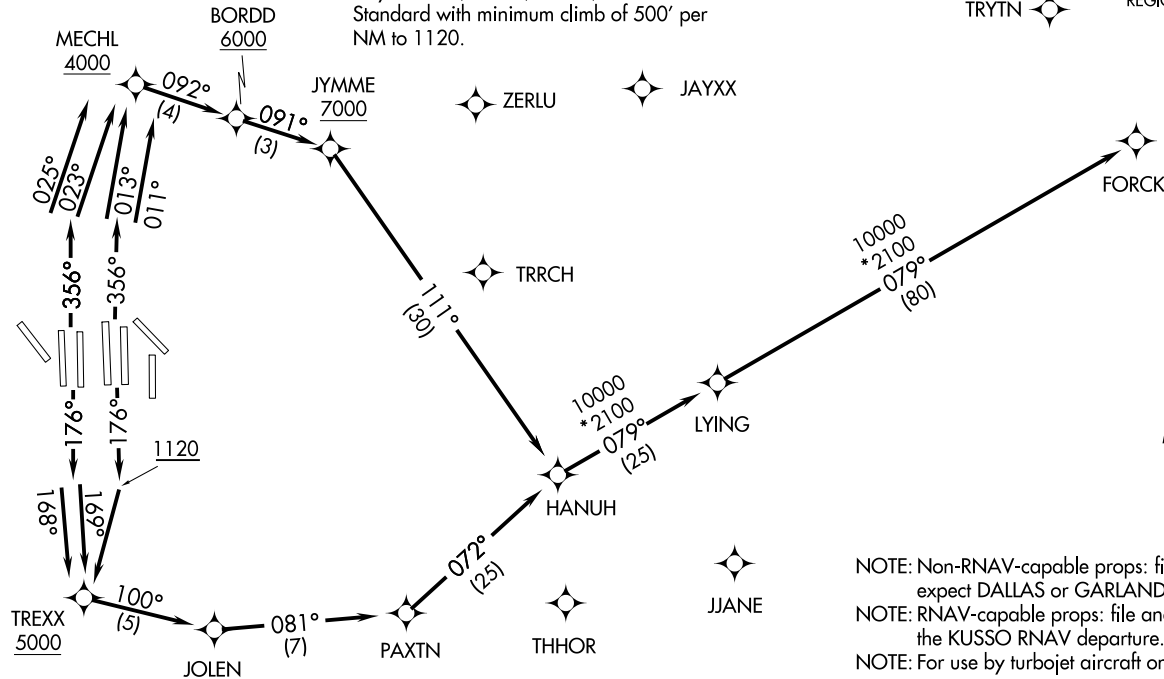 Standard with minimum climb of 500' per
NM to 1120.
TRYTN
BORDD
6000
MECHL
4000
JYMME
7000
ZERLU
JAYXX
092°
(4)
091°
(3)
025°
023°
013°
011°
FORCK
356°
356°
TRRCH
111°
(30)
10000
*2100
079°
(80)
10000
*2100
079°
(25)
LYING
176°
176°
1120
168°
169°
HANUH
072°
(25)
TREXX
5000
100°
(5)
JOLEN
081°
(7)
PAXTN
THHOR
JJANE
NOTE: Non-RNAV-capable props: fi
expect DALLAS or GARLAND
NOTE: RNAV-capable props: file and
the KUSSO RNAV departure.
NOTE: For use by turbojet aircraft on